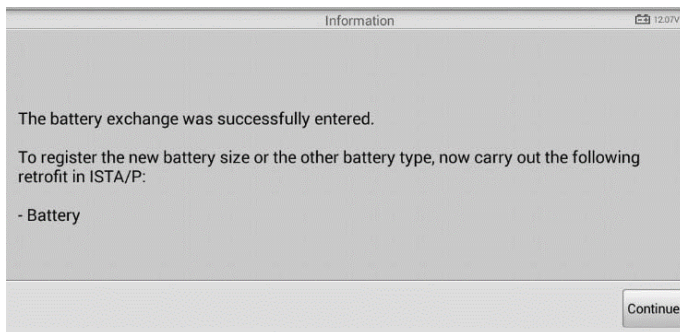 Information
12.07V
The battery exchange was successfully entered.
To register the new battery size or the other battery type, now carry out the following
retrofit in ISTA/P:
- Battery
Continue